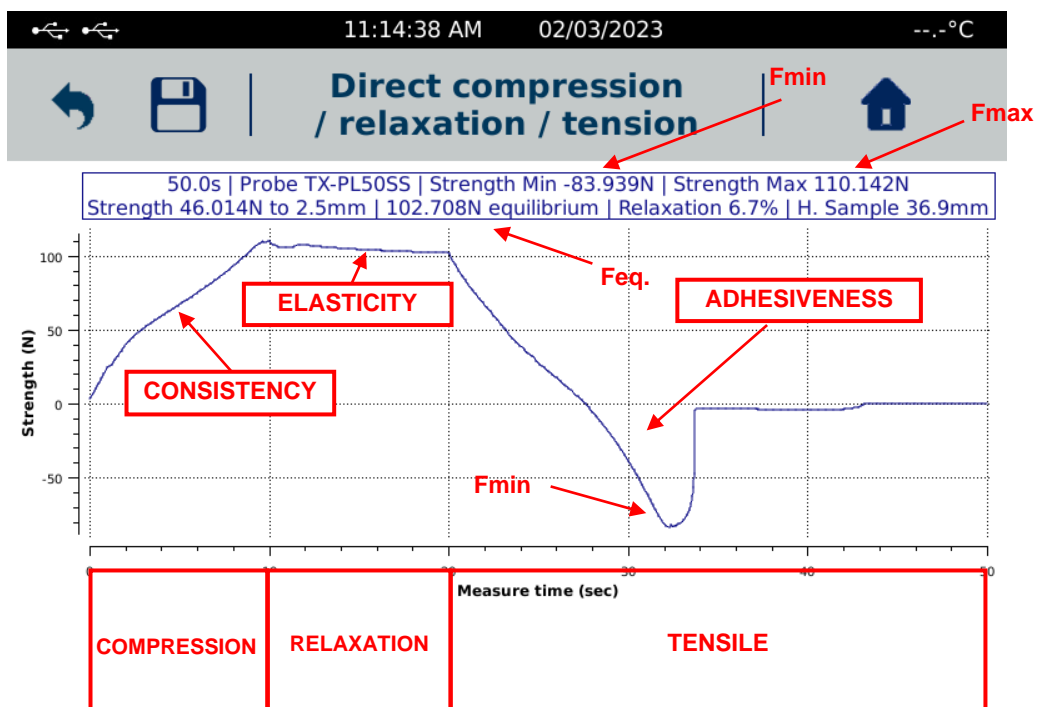 11:14:38 AM 02/03/2023 --.-°C
Direct compression
/ relaxation / tension
Fmin
Fmax
50.0s | Probe TX-PL50SS | Strength Min -83.939N | Strength Max 110.142N
Strength 46.014N to 2.5mm | 102.708N equilibrium | Relaxation 6.7% | H. Sample 36.9mm
Feq.
ELASTICITY
ADHESIVENESS
CONSISTENCY
Fmin
Strength (N)
100
50
0
-50
0 10 20 30 40 50
Measure time (sec)
COMPRESSION
RELAXATION
TENSILE